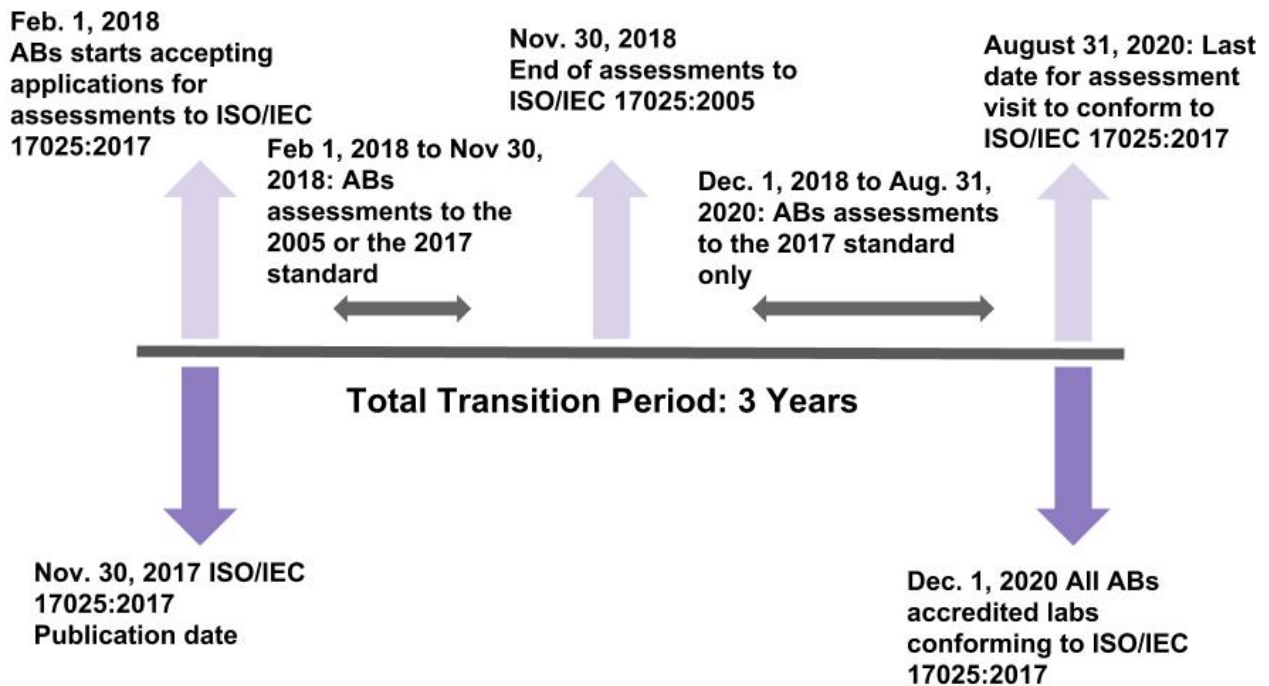 Feb. 1, 2018
ABs starts accepting
applications for
assessments to ISO/IEC
17025:2017
Feb 1, 2018 to Nov 30,
2018: ABs
assessments to the
2005 or the 2017
standard
Nov. 30, 2018
End of assessments to
ISO/IEC 17025:2005
Dec. 1, 2018 to Aug. 31,
2020: ABs assessments
to the 2017 standard
only
August 31, 2020: Last
date for assessment
visit to conform to
ISO/IEC 17025:2017
Total Transition Period: 3 Years
Nov. 30, 2017 ISO/IEC
17025:2017
Publication date
Dec. 1, 2020 All ABs
accredited labs
conforming to ISO/IEC
17025:2017